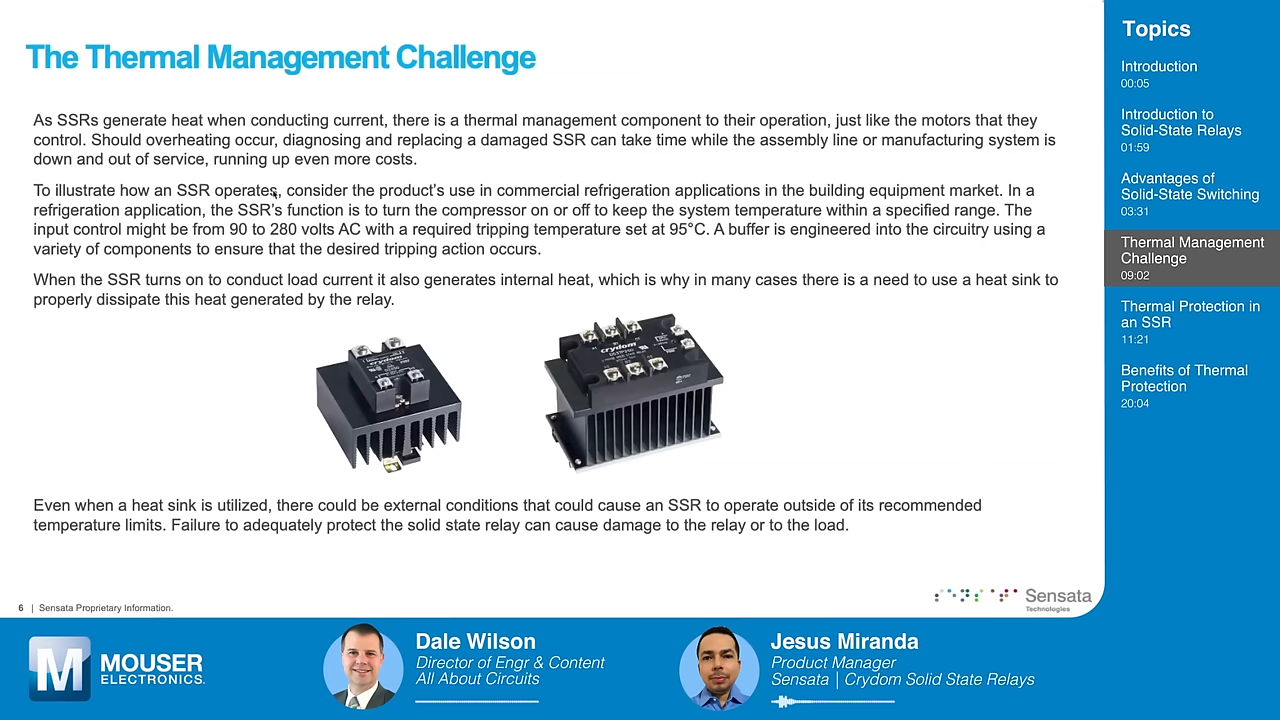 The Thermal Management Challenge
As SSRs generate heat when conducting current, there is a thermal management component to their operation, just like the motors that they
control. Should overheating occur, diagnosing and replacing a damaged SSR can take time while the assembly line or manufacturing system is
down and out of service, running up even more costs.
To illustrate how an SSR operates, consider the product's use in commercial refrigeration applications in the building equipment market. In a
refrigeration application, the SSR's function is to turn the compressor on or off to keep the system temperature within a specified range. The
input control might be from 90 to 280 volts AC with a required tripping temperature set at 95°C. A buffer is engineered into the circuitry using a
variety of components to ensure that the desired tripping action occurs.
When the SSR turns on to conduct load current it also generates internal heat, which is why in many cases there is a need to use a heat sink to
properly dissipate this heat generated by the relay.
crydom
crydom
Even when a heat sink is utilized, there could be external conditions that could cause an SSR to operate outside of its recommended
temperature limits. Failure to adequately protect the solid state relay can cause damage to the relay or to the load.
6 | Sensata Proprietary Information.
Sensata
Technologies
Topics
Introduction
00:05
Introduction to
Solid-State Relays
01:59
Advantages of
Solid-State Switching
03:31
Thermal Management
Challenge
09:02
Thermal Protection in
an SSR
11:21
Benefits of Thermal
Protection
20:04
M
MOUSER
ELECTRONICS.
Dale Wilson
Director of Engr & Content
All About Circuits
Jesus Miranda
Product Manager
Sensata | Crydom Solid State Relays